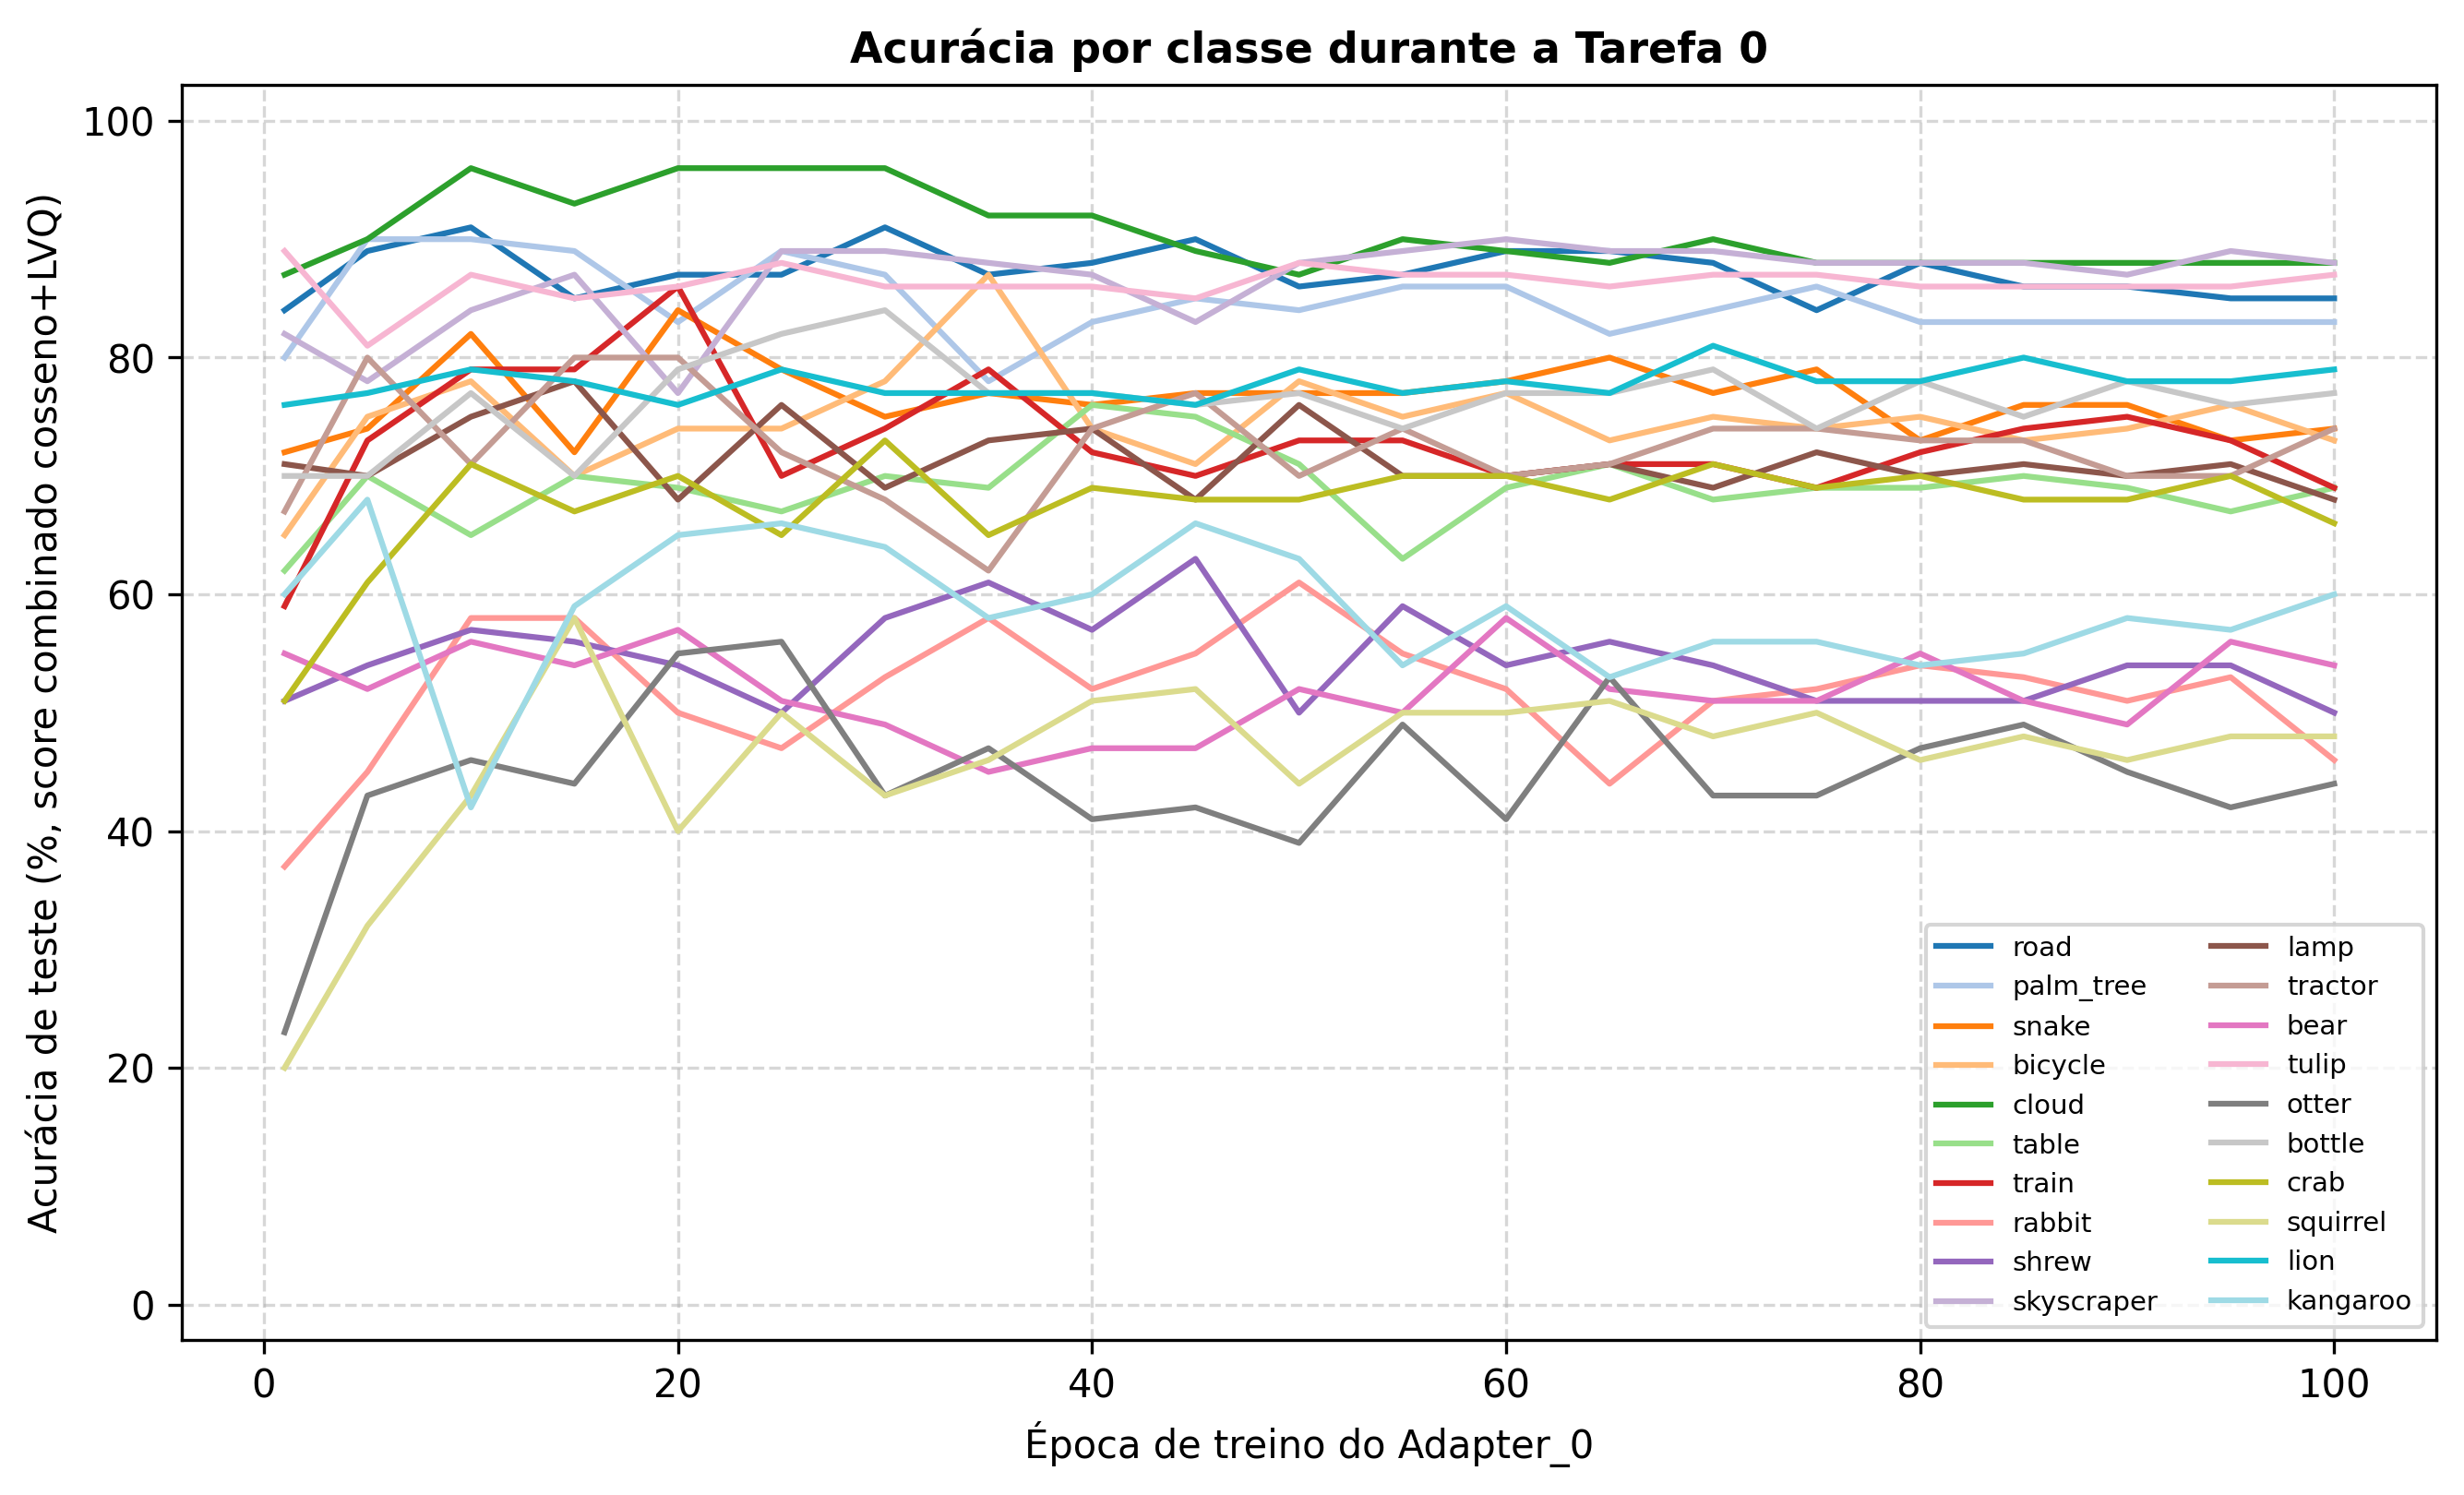 Acurácia por classe durante a Tarefa 0
Acurácia de teste (%, score combinado cosseno+LVQ)
100
80
60
40
20
0
0
20
40
60
80
100
Época de treino do Adapter_0
road
palm_tree
snake
bicycle
cloud
table
train
rabbit
shrew
skyscraper
lamp
tractor
bear
tulip
otter
bottle
crab
squirrel
lion
kangaroo